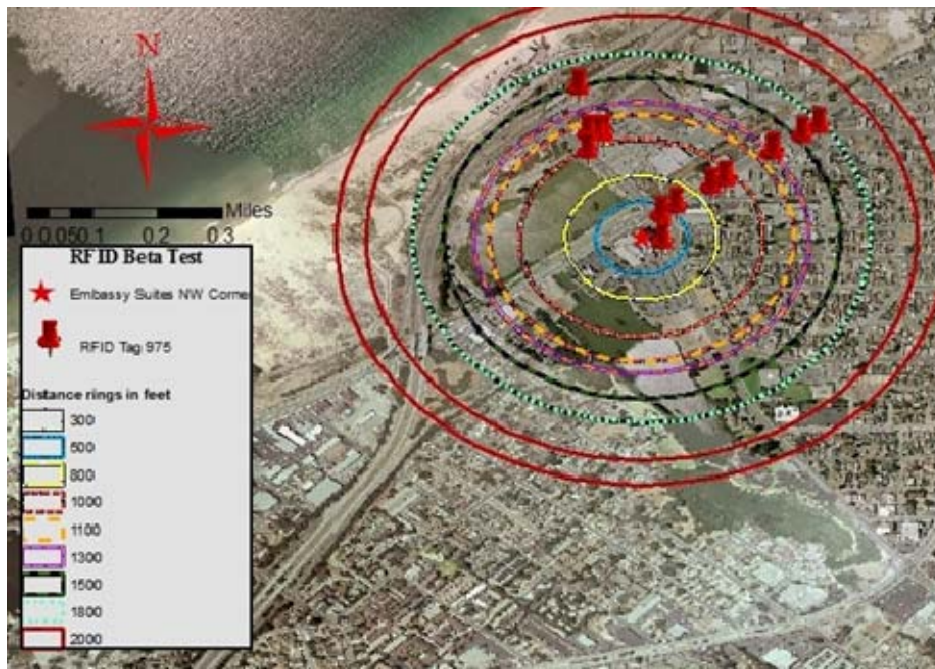 N
Miles
0 0.050.1 0.2 0.3
RFID Beta Test
Embassy Suites NW Corner
RFID Tag 975
Distance rings in feet
300
500
800
1000
1100
1300
1500
1800
2000